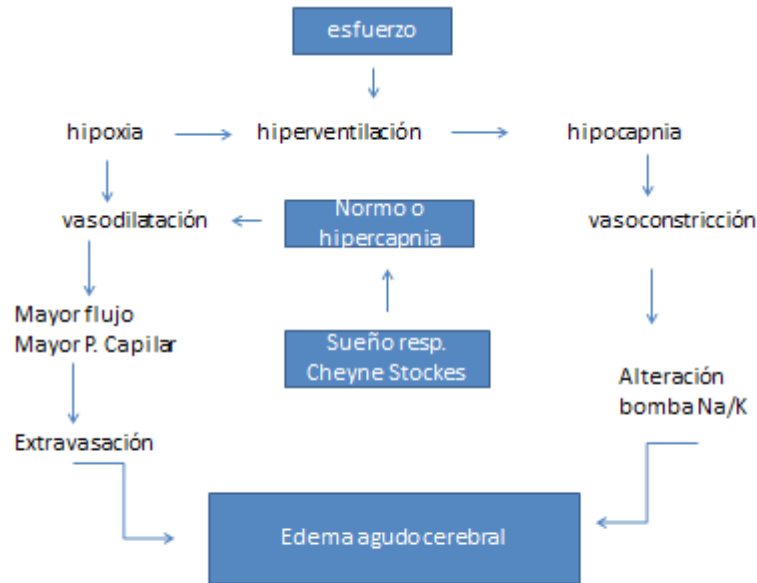 esfuerzo
hipoxia
hiperventilación
hipocapnia
vasodilatación
Normo o
hipercapnia
vasoconstricción
Mayor flujo
Mayor P. Capilar
Sueño resp.
Cheyne Stockes
Alteración
bomba Na/K
Extravasación
Edema agudo cerebral